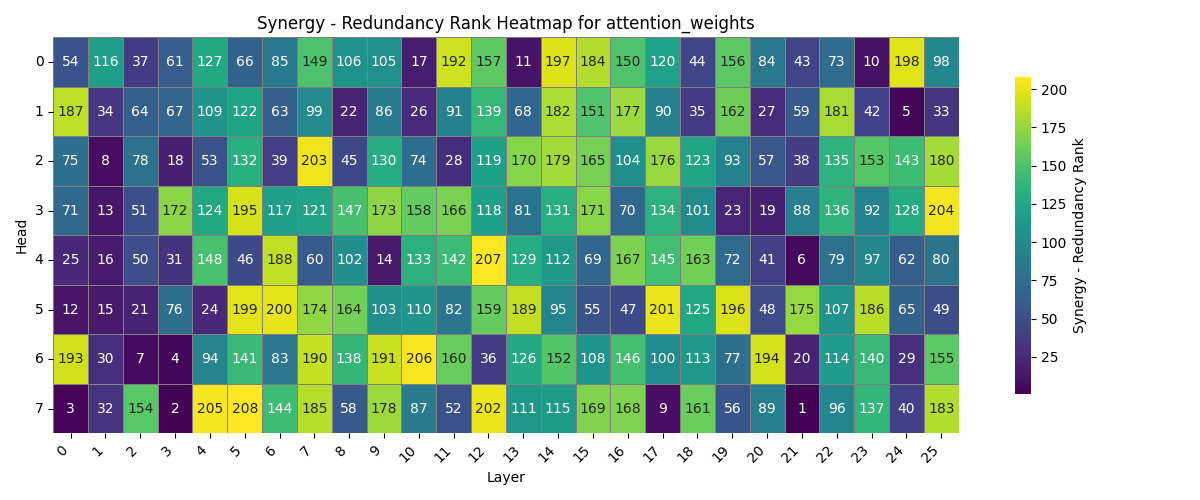 Synergy - Redundancy Rank Heatmap for attention_weights
0 54 116 37 61 127 66 85 149 106 105 17 192 157 11 197 184 150 120 44 156 84 43 73 10 198 98
1 187 34 64 67 109 122 63 99 22 86 26 91 139 68 182 151 177 90 35 162 27 59 181 42 5 33
2 75 8 78 18 53 132 39 203 45 130 74 28 119 170 179 165 104 176 123 93 57 38 135 153 143 180
3 71 13 51 172 124 195 117 121 147 173 158 166 118 81 131 171 70 134 101 23 19 88 136 92 128 204
4 25 16 50 31 148 46 188 60 102 14 133 142 207 129 112 69 167 145 163 72 41 6 79 97 62 80
5 12 15 21 76 24 199 200 174 164 103 110 82 159 189 95 55 47 201 125 196 48 175 107 186 65 49
6 193 30 7 4 94 141 83 190 138 191 206 160 36 126 152 108 146 100 113 77 194 20 114 140 29 155
7 3 32 154 2 205 208 144 185 58 178 87 52 202 111 115 169 168 9 161 56 89 1 96 137 40 183
0 1 2 3 4 5 6 7 8 9 10 11 12 13 14 15 16 17 18 19 20 21 22 23 24 25
Layer
Head
200
175
150
125
100
75
50
25
Synergy - Redundancy Rank